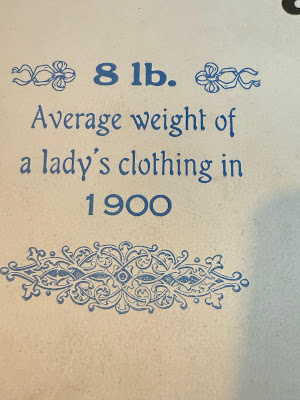 8 lb.
Average weight of
a lady's clothing in
1900